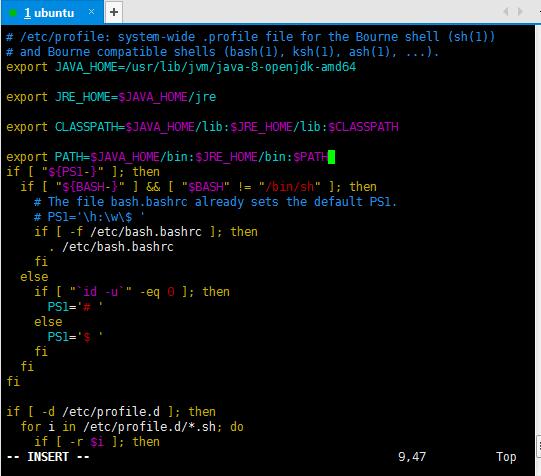 1 ubuntu × +
# /etc/profile: system-wide .profile file for the Bourne shell (sh(1))
# and Bourne compatible shells (bash(1), ksh(1), ash(1), ...).
export JAVA_HOME=/usr/lib/jvm/java-8-openjdk-amd64

export JRE_HOME=$JAVA_HOME/jre

export CLASSPATH=$JAVA_HOME/lib:$JRE_HOME/lib:$CLASSPATH

export PATH=$JAVA_HOME/bin:$JRE_HOME/bin:$PATH
if [ "${PS1-}" ]; then
  if [ "${BASH-}" ] && [ "$BASH" != "/bin/sh" ]; then
    # The file bash.bashrc already sets the default PS1.
    # PS1='\h:\w\$ '
    if [ -f /etc/bash.bashrc ]; then
      . /etc/bash.bashrc
    fi
  else
    if [ "`id -u`" -eq 0 ]; then
      PS1='# '
    else
      PS1='$ '
    fi
  fi
fi

if [ -d /etc/profile.d ]; then
  for i in /etc/profile.d/*.sh; do
    if [ -r $i ]; then
-- INSERT -- 9,47 Top